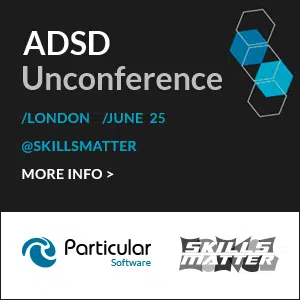 ADSD
Unconference
/LONDON /JUNE 25
@SKILLSMATTER
MORE INFO >
Particular
Software
SKILLS
MATTER